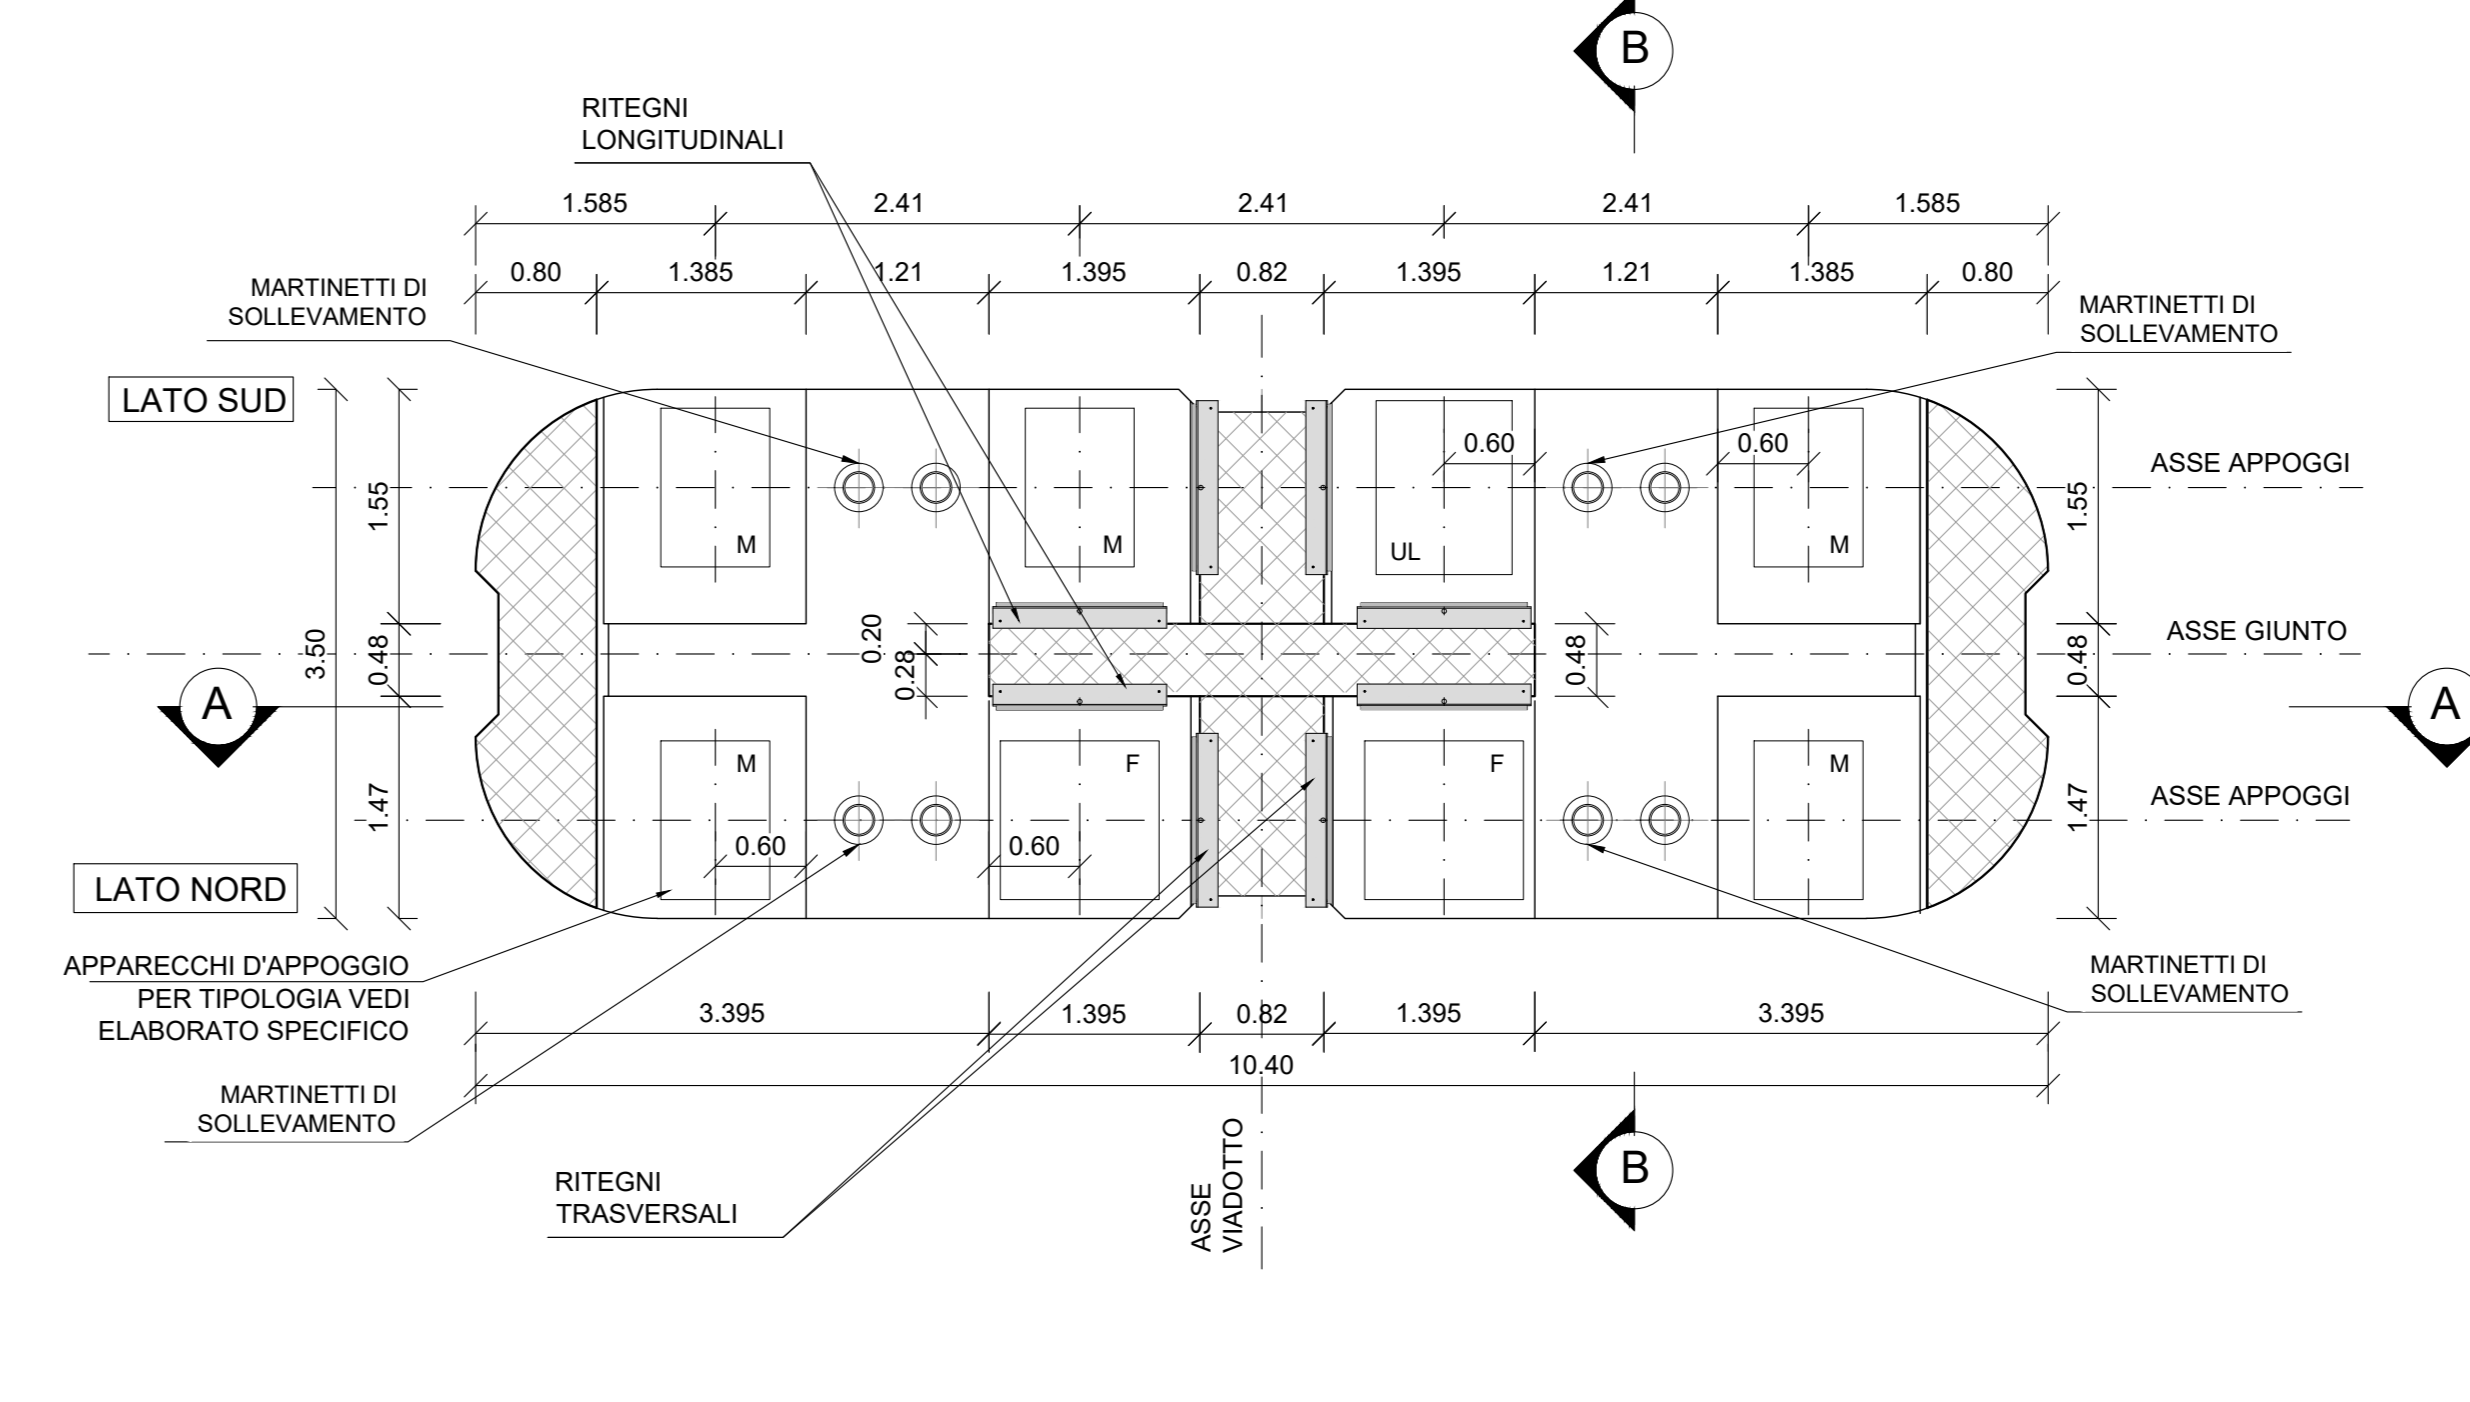 B
RITEGNI
LONGITUDINALI
1.585
2.41
2.41
2.41
1.585
0.80
1.385
1.21
1.395
0.82
1.395
1.21
1.385
0.80
MARTINETTI DI
SOLLEVAMENTO
MARTINETTI DI
SOLLEVAMENTO
LATO SUD
0.60
0.60
ASSE APPOGGI
1.55
1.55
M
M
UL
M
3.50
0.48
0.20
0.28
0.48
0.48
ASSE GIUNTO
A
A
M
F
F
M
1.47
1.47
ASSE APPOGGI
0.60
0.60
LATO NORD
APPARECCHI D'APPOGGIO
PER TIPOLOGIA VEDI
ELABORATO SPECIFICO
MARTINETTI DI
SOLLEVAMENTO
3.395
1.395
0.82
1.395
3.395
10.40
MARTINETTI DI
SOLLEVAMENTO
RITEGNI
TRASVERSALI
ASSE
VIADOTTO
B